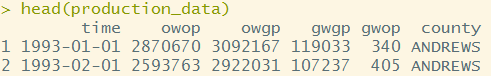 > head(production_data)
        time    owop    owgp   gwgp gwop  county
1 1993-01-01 2870670 3092167 119033  340 ANDREWS
2 1993-02-01 2593763 2922031 107237  405 ANDREWS